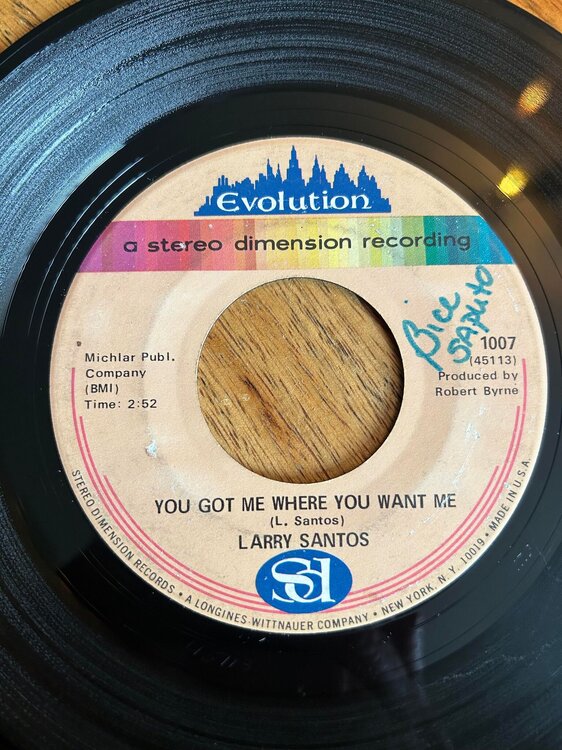 Evolution
a stereo dimension recording
Bice
Saputo
Michlar Publ.
Company
(BMI)
Time: 2:52
1007
(45113)
Produced by
Robert Byrne
YOU GOT ME WHERE YOU WANT ME
(L. Santos)
LARRY SANTOS
Sd
STEREO DIMENSION RECORDS • A LONGINES-WITTNAUER COMPANY • NEW YORK, N.Y. 10019 • MADE IN U.S.A.